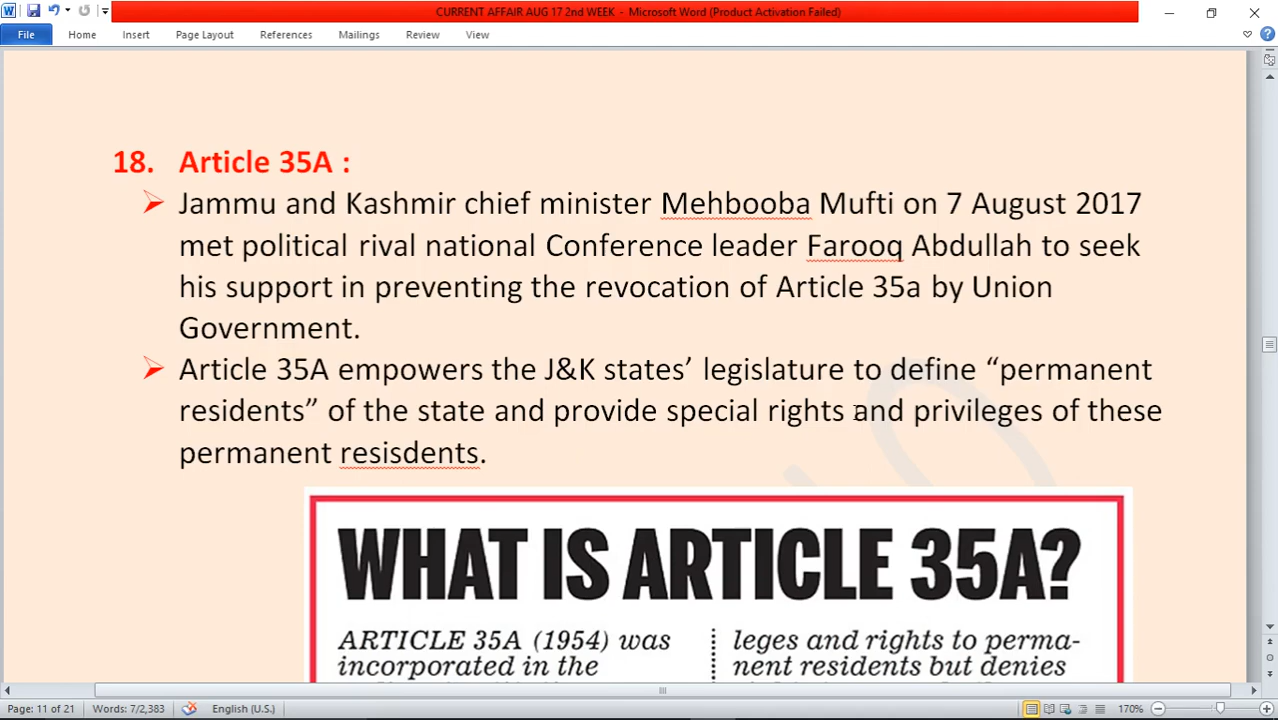 CURRENT AFFAIR AUG 17 2nd WEEK - Microsoft Word (Product Activation Failed)
File Home Insert Page Layout References Mailings Review View
18. Article 35A :
Jammu and Kashmir chief minister Mehbooba Mufti on 7 August 2017
met political rival national Conference leader Farooq Abdullah to seek
his support in preventing the revocation of Article 35a by Union
Government.
Article 35A empowers the J&K states’ legislature to define “permanent
residents” of the state and provide special rights and privileges of these
permanent resisdents.
WHAT IS ARTICLE 35A?
ARTICLE 35A (1954) was
incorporated in the
leges and rights to perma-
nent residents but denies
Page: 11 of 21 Words: 7/2,383 English (U.S.) 170%